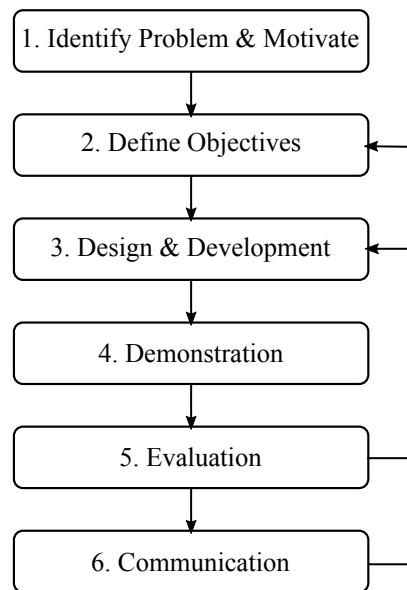 1. Identify Problem & Motivate
2. Define Objectives
3. Design & Development
4. Demonstration
5. Evaluation
6. Communication